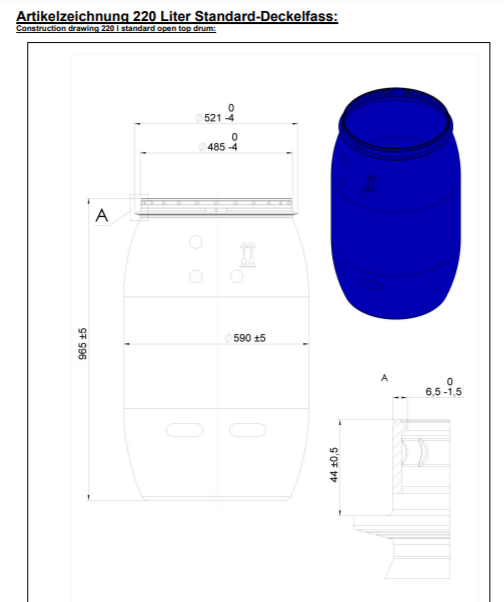 Artikelzeichnung 220 Liter Standard-Deckelfass:
Construction drawing 220 l standard open top drum:
0
∅521 -4
0
∅485 -4
A
965 ±5
∅590 ±5
A
0
6,5 -1,5
44 ±0,5